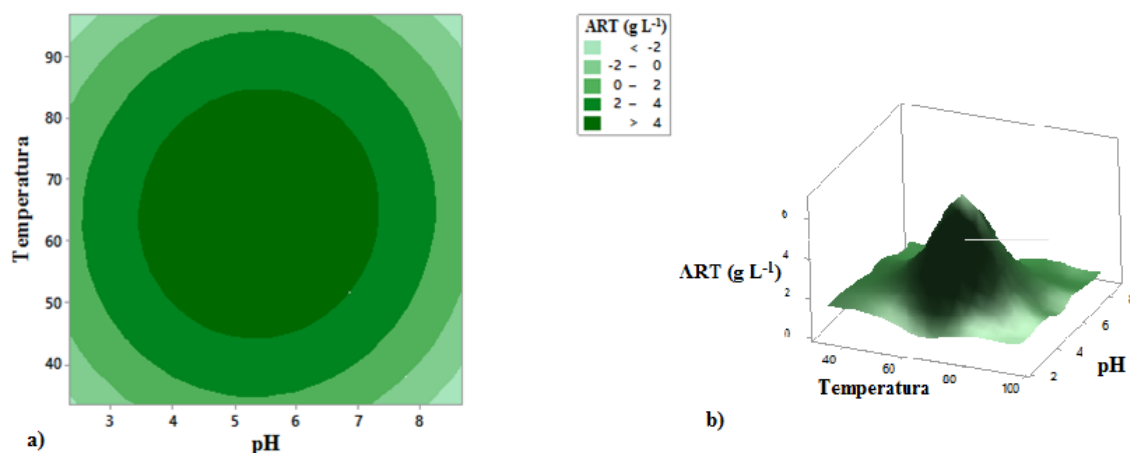 90
80
70
60
50
40
Temperatura
3 4 5 6 7 8
pH
a)
ART (g L-1)
< -2
-2 – 0
0 – 2
2 – 4
> 4
6
4
2
0
ART (g L-1)
40 60 80 100
Temperatura
2 4 6 8
pH
b)